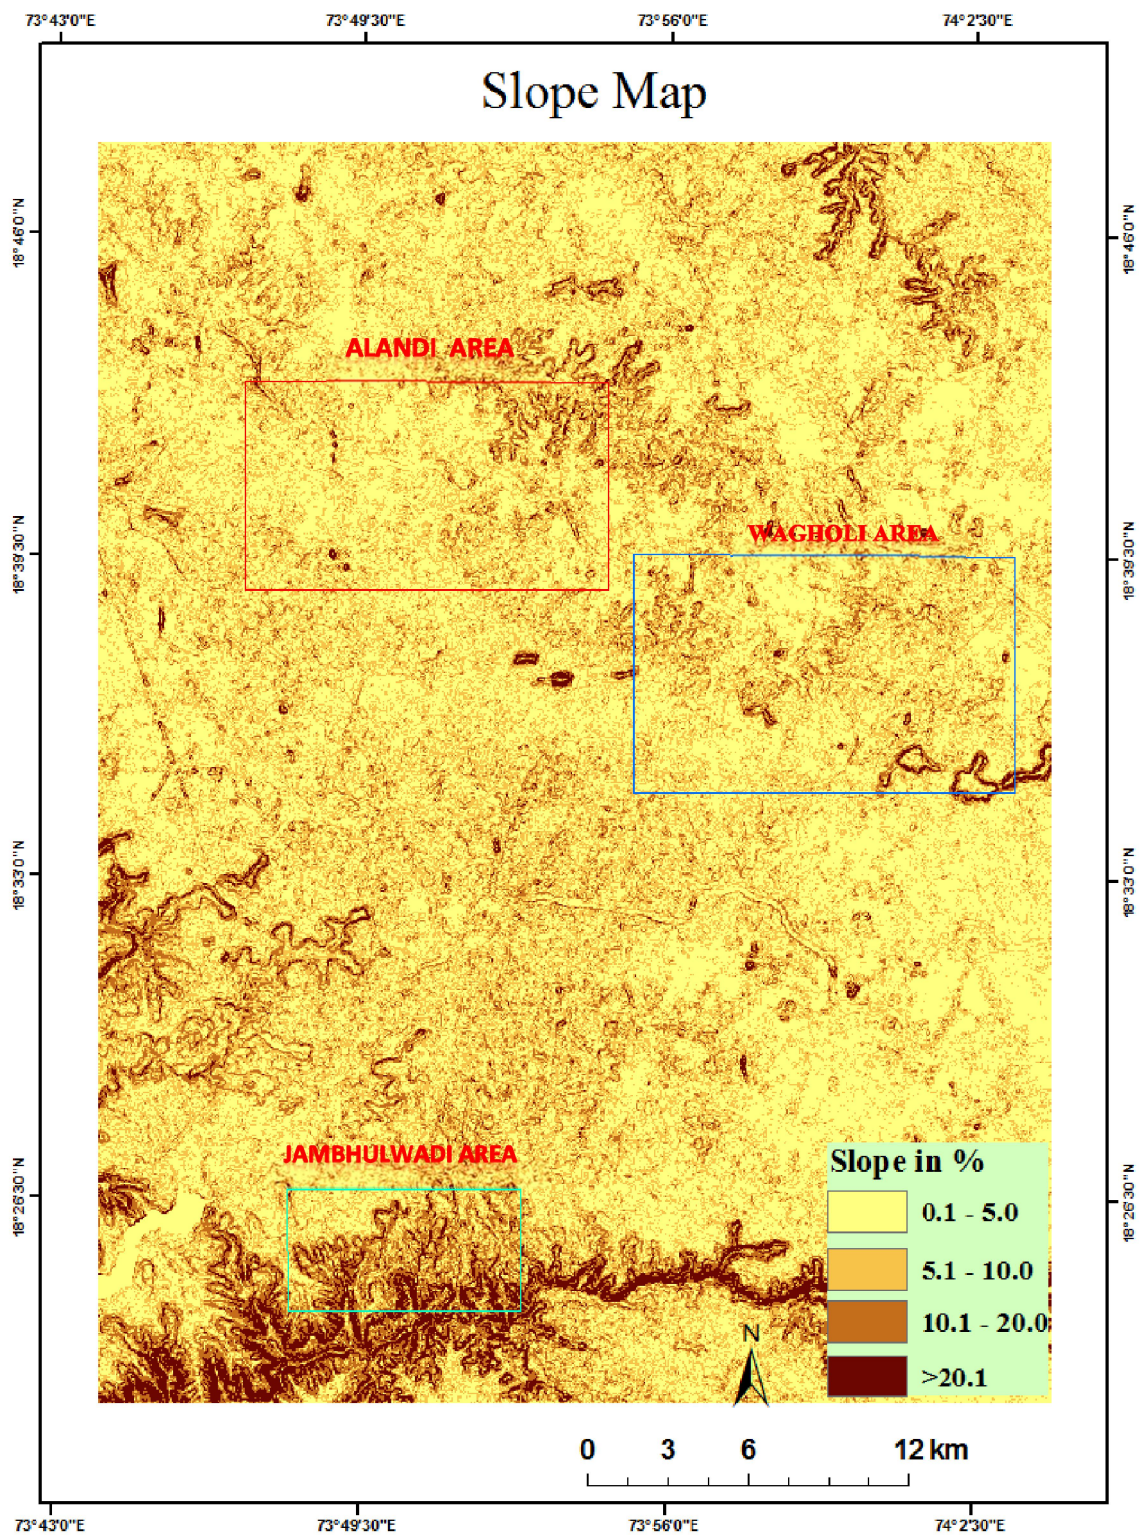 73°43'0"E 73°49'30"E 73°56'0"E 74°2'30"E
Slope Map
18°46'0"N 18°46'0"N
ALANDI AREA
WAGHOLI AREA
18°39'30"N 18°39'30"N
18°33'0"N 18°33'0"N
JAMBHULWADI AREA
18°26'30"N 18°26'30"N
Slope in %
0.1 - 5.0
5.1 - 10.0
10.1 - 20.0
>20.1
N
0 3 6 12 km
73°43'0"E 73°49'30"E 73°56'0"E 74°2'30"E